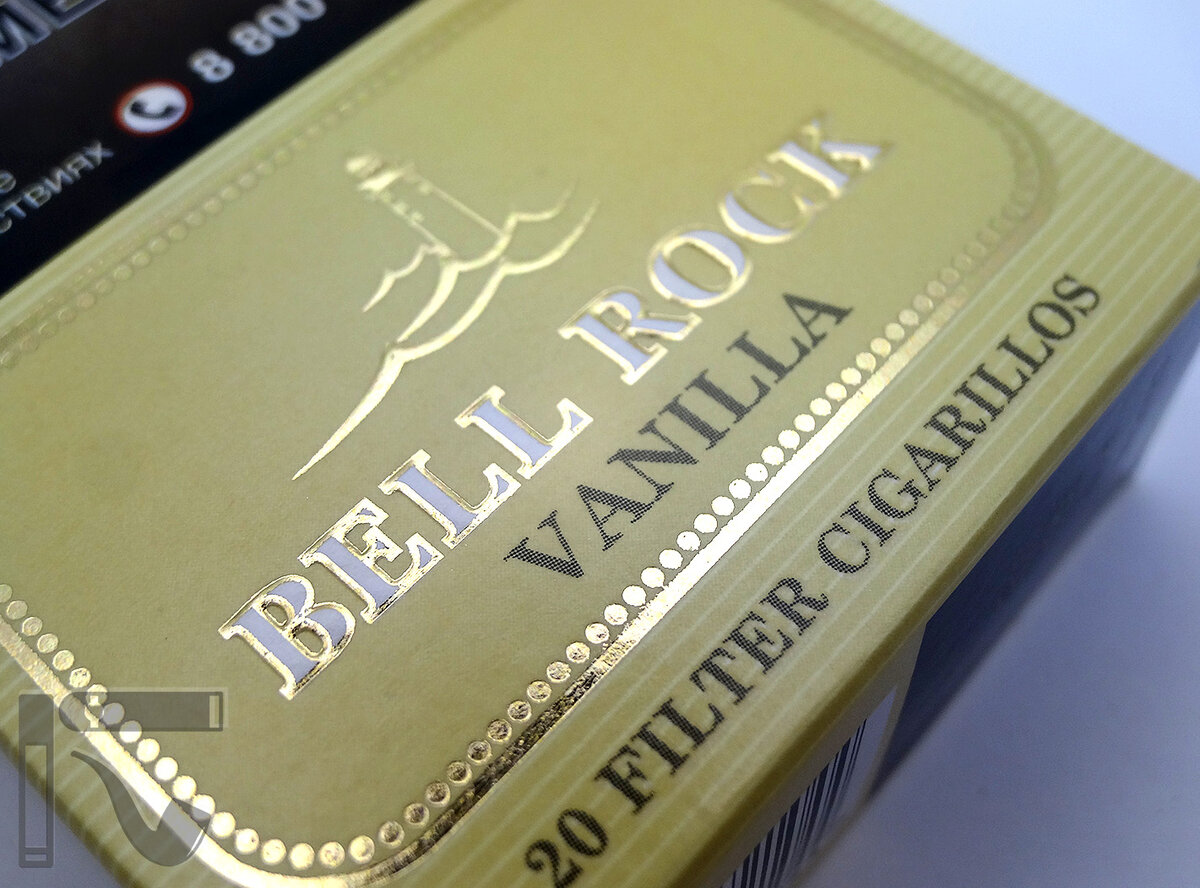 8 800
BELL ROCK
VANILLA
20 FILTER CIGARILLOS